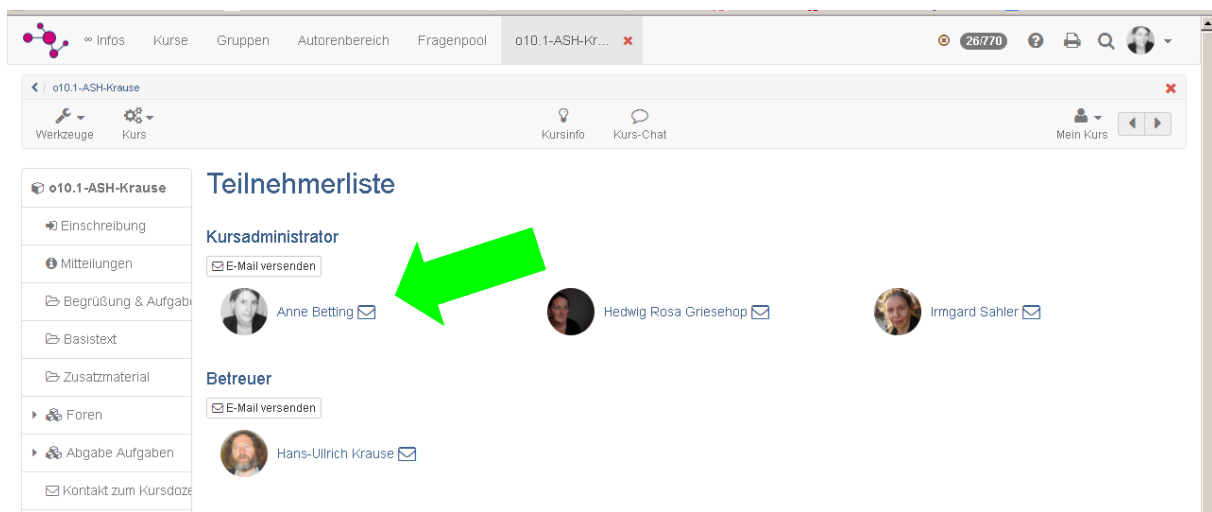 ∞ Infos Kurse Gruppen Autorenbereich Fragenpool o10.1-ASH-Kr... 26/770
/ o10.1-ASH-Krause
Werkzeuge Kurs Kursinfo Kurs-Chat Mein Kurs
o10.1-ASH-Krause
Einschreibung
Mitteilungen
Begrüßung & Aufgab
Basistext
Zusatzmaterial
Foren
Abgabe Aufgaben
Kontakt zum Kursdoze
Teilnehmerliste
Kursadministrator
E-Mail versenden
Anne Betting Hedwig Rosa Griesehop Irmgard Sahler
Betreuer
E-Mail versenden
Hans-Ullrich Krause